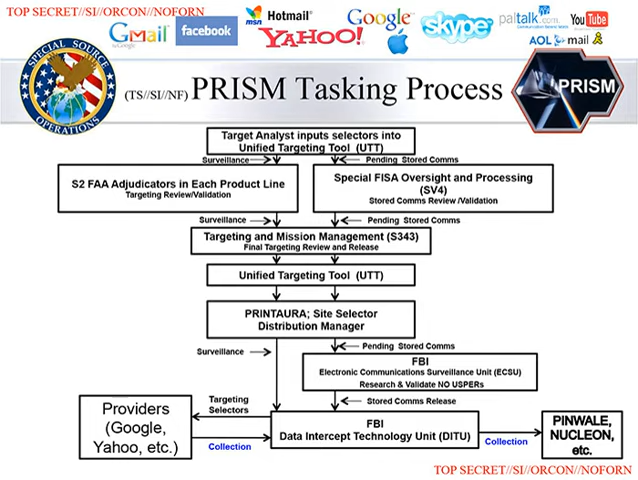 TOP SECRET//SI//ORCON//NOFORN
msn Hotmail
Gmail
by Google
facebook
Google
YAHOO!
skype
paltalk.com
YouTube
AOL mail
SPECIAL SOURCE
OPERATIONS
(TS//SI//NF) PRISM Tasking Process
PRISM
Target Analyst inputs selectors into
Unified Targeting Tool (UTT)
Surveillance
Pending Stored Comms
S2 FAA Adjudicators in Each Product Line
Targeting Review/Validation
Special FISA Oversight and Processing
(SV4)
Stored Comms Review /Validation
Surveillance
Pending Stored Comms
Targeting and Mission Management (S343)
Final Targeting Review and Release
Unified Targeting Tool (UTT)
PRINTAURA; Site Selector
Distribution Manager
Surveillance
Pending Stored Comms
FBI
Electronic Communications Surveillance Unit (ECSU)
Research & Validate NO USPERs
Stored Comms Release
Providers
(Google,
Yahoo, etc.)
Targeting
Selectors
Collection
FBI
Data Intercept Technology Unit (DITU)
Collection
PINWALE,
NUCLEON,
etc.
TOP SECRET//SI//ORCON//NOFORN